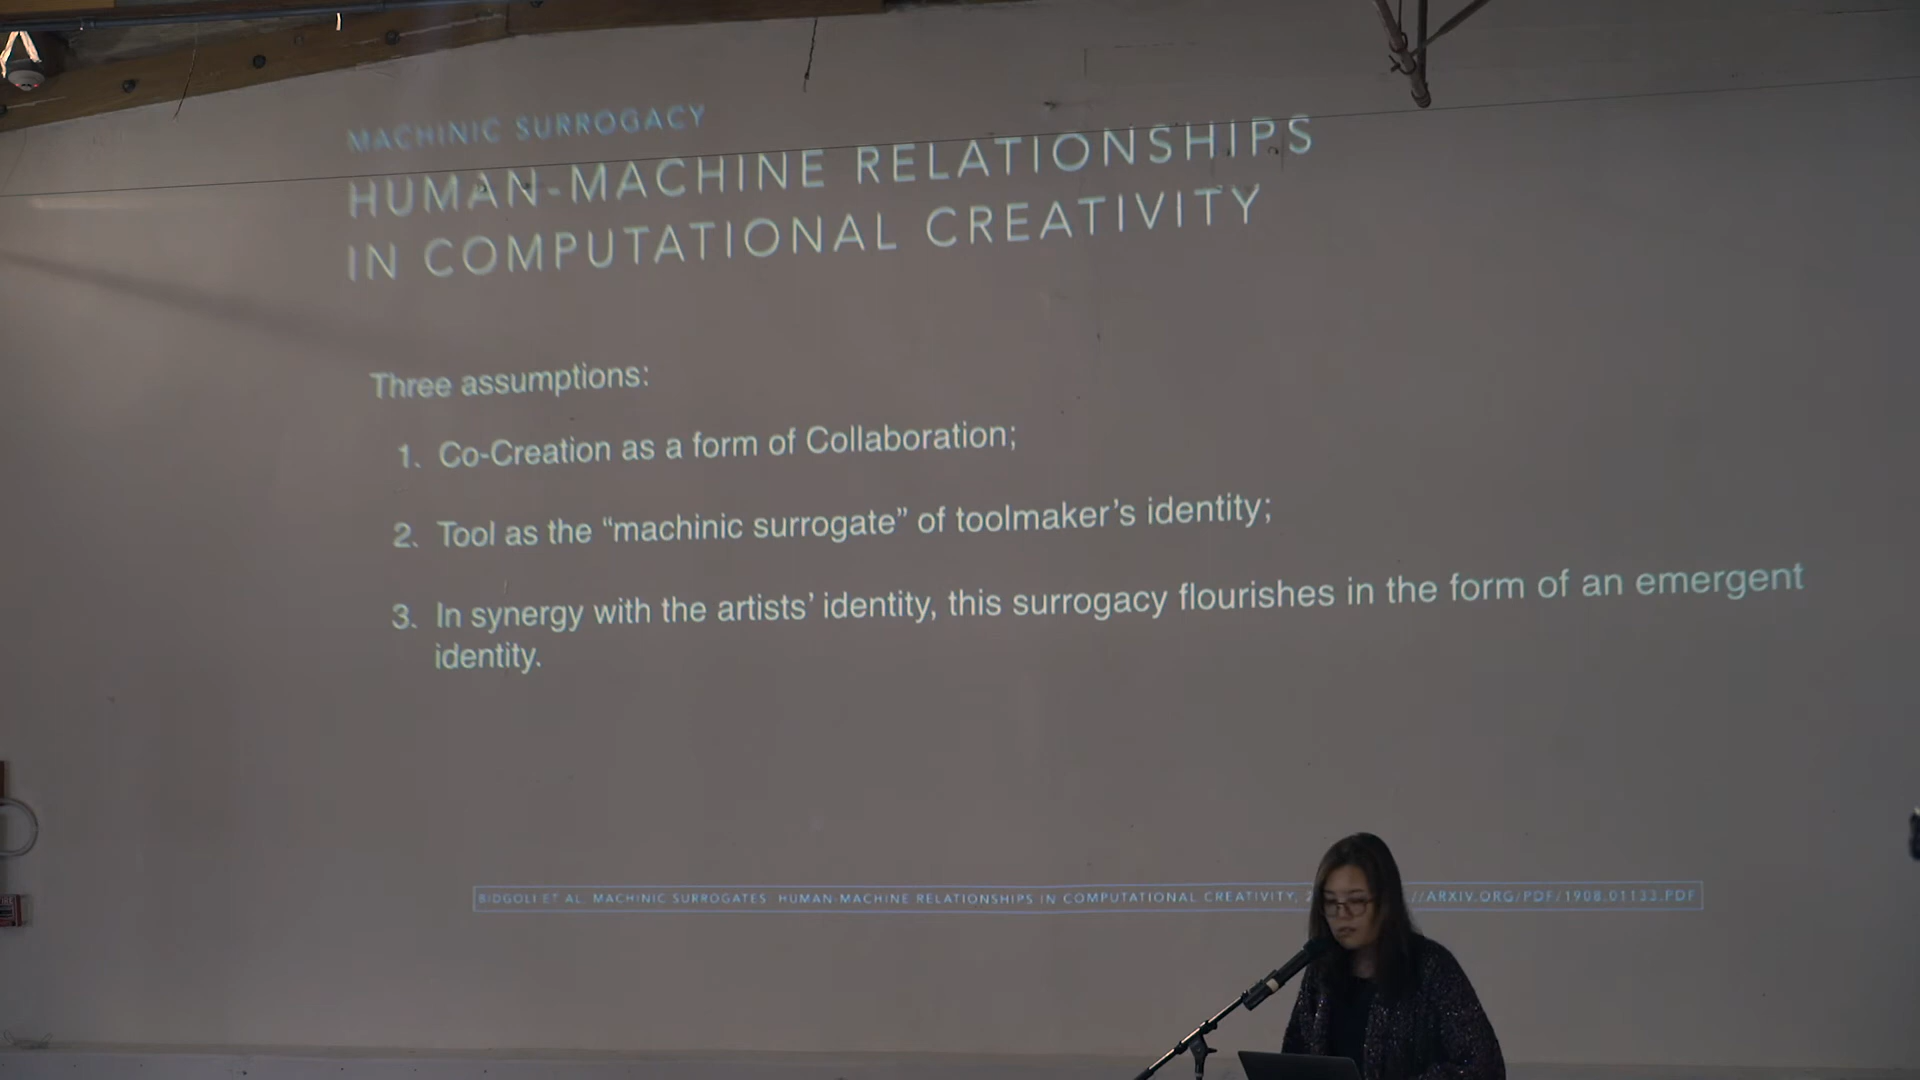 MACHINIC SURROGACY
HUMAN-MACHINE RELATIONSHIPS
IN COMPUTATIONAL CREATIVITY
Three assumptions:
1. Co-Creation as a form of Collaboration;
2. Tool as the “machinic surrogate” of toolmaker’s identity;
3. In synergy with the artists’ identity, this surrogacy flourishes in the form of an emergent
identity.
BIDGOLI ET AL. MACHINIC SURROGATES HUMAN-MACHINE RELATIONSHIPS IN COMPUTATIONAL CREATIVITY, //ARXIV.ORG/PDF/1908.01133.PDF